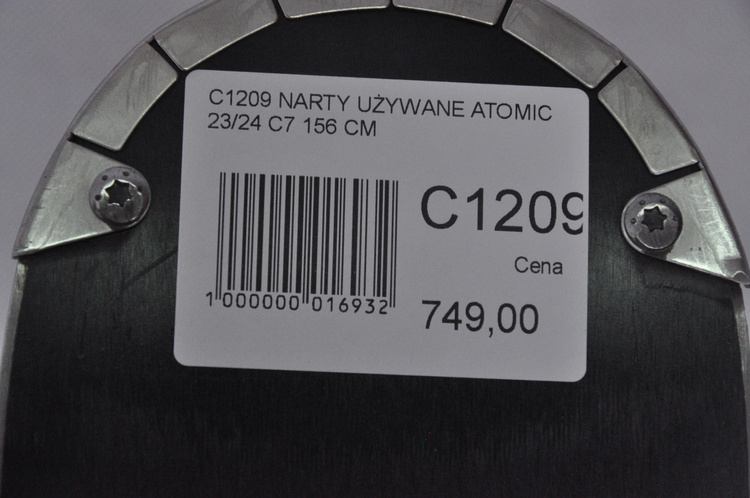 C1209 NARTY UŻYWANE ATOMIC
23/24 C7 156 CM
C1209
Cena
1 000000 016932
749,00